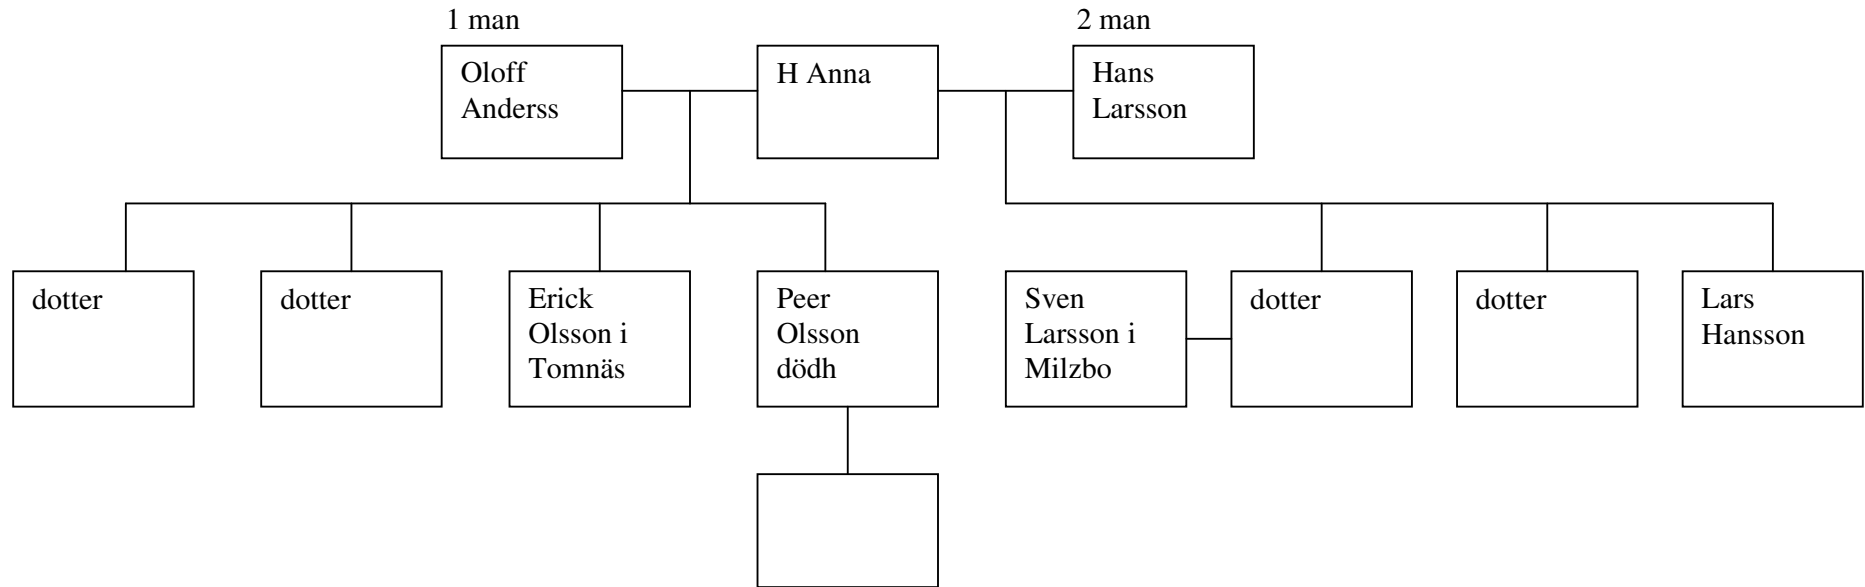 1 man
2 man
Oloff
Anderss
H Anna
Hans
Larsson
dotter
dotter
Erick
Olsson i
Tomnäs
Peer
Olsson
dödh
Sven
Larsson i
Milzbo
dotter
dotter
Lars
Hansson